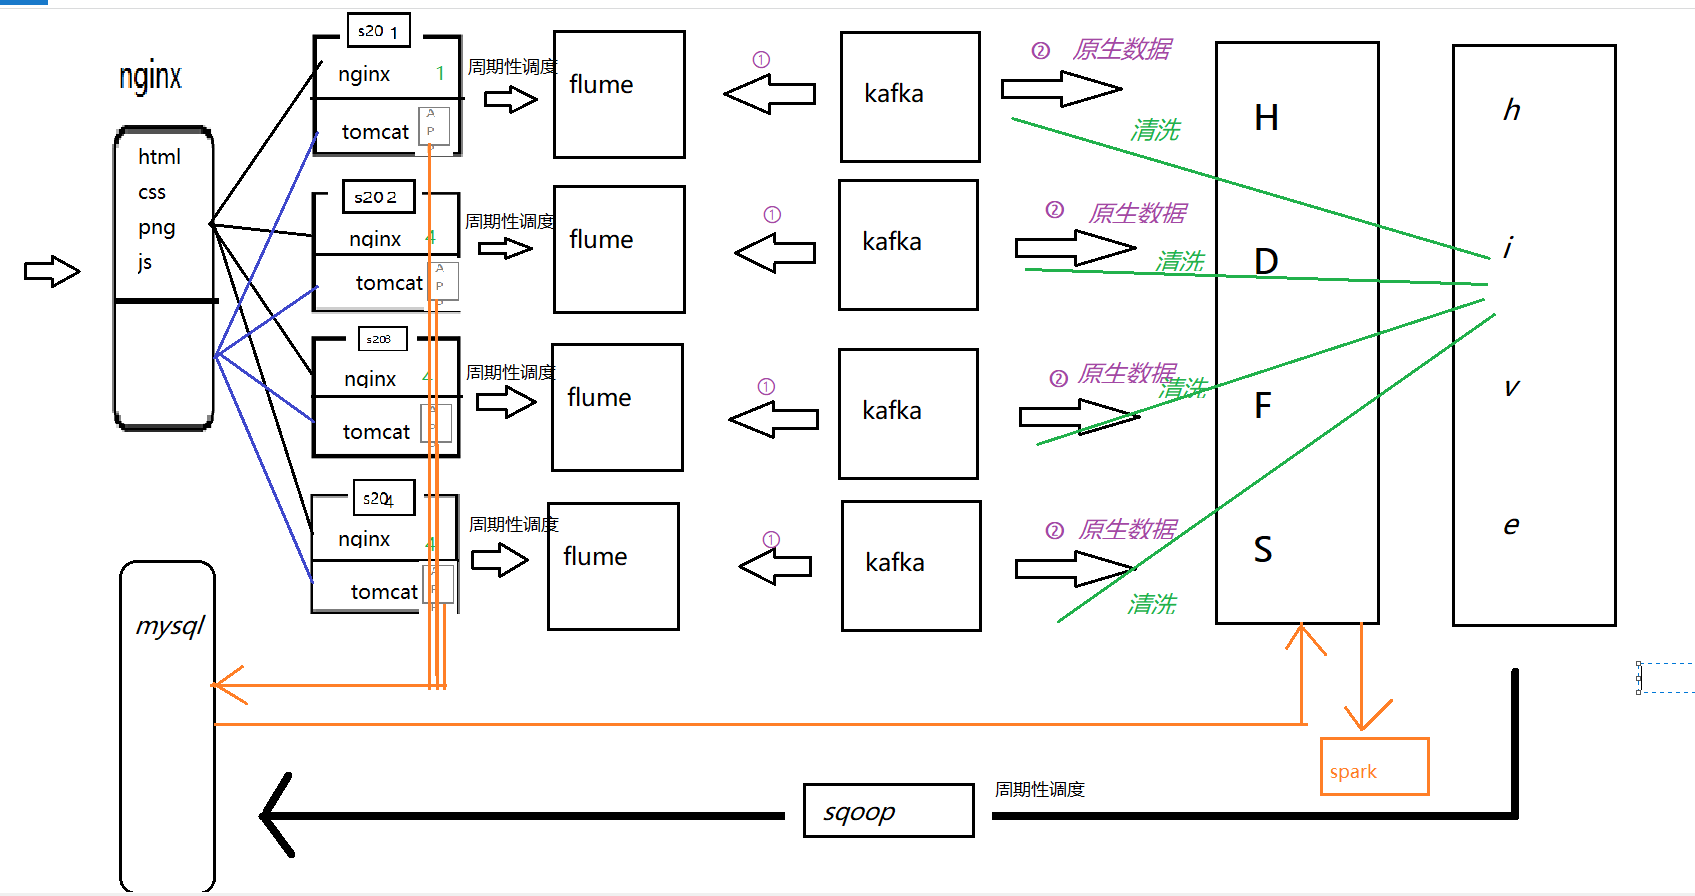 nginx
html
css
png
js
s20 1
nginx 1
tomcat A
P
周期性调度
flume
①
kafka
② 原生数据
清洗
s20 2
nginx 4
tomcat A
P
P
周期性调度
flume
①
kafka
② 原生数据
清洗
s203
nginx 4
tomcat
P
周期性调度
flume
①
kafka
② 原生数据
清洗
s204
nginx 4
tomcat
P
周期性调度
flume
①
kafka
② 原生数据
清洗
H
D
F
S
h
i
v
e
mysql
spark
sqoop
周期性调度